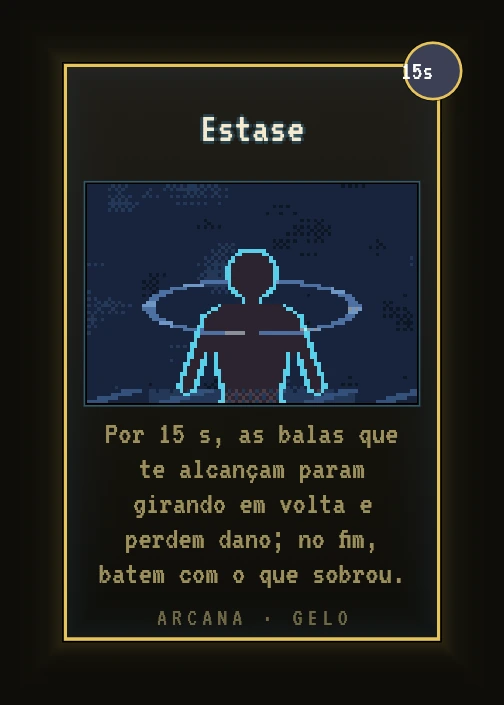 15s
Estase
Por 15 s, as balas que
te alcançam param
girando em volta e
perdem dano; no fim,
batem com o que sobrou.
ARCANA · GELO